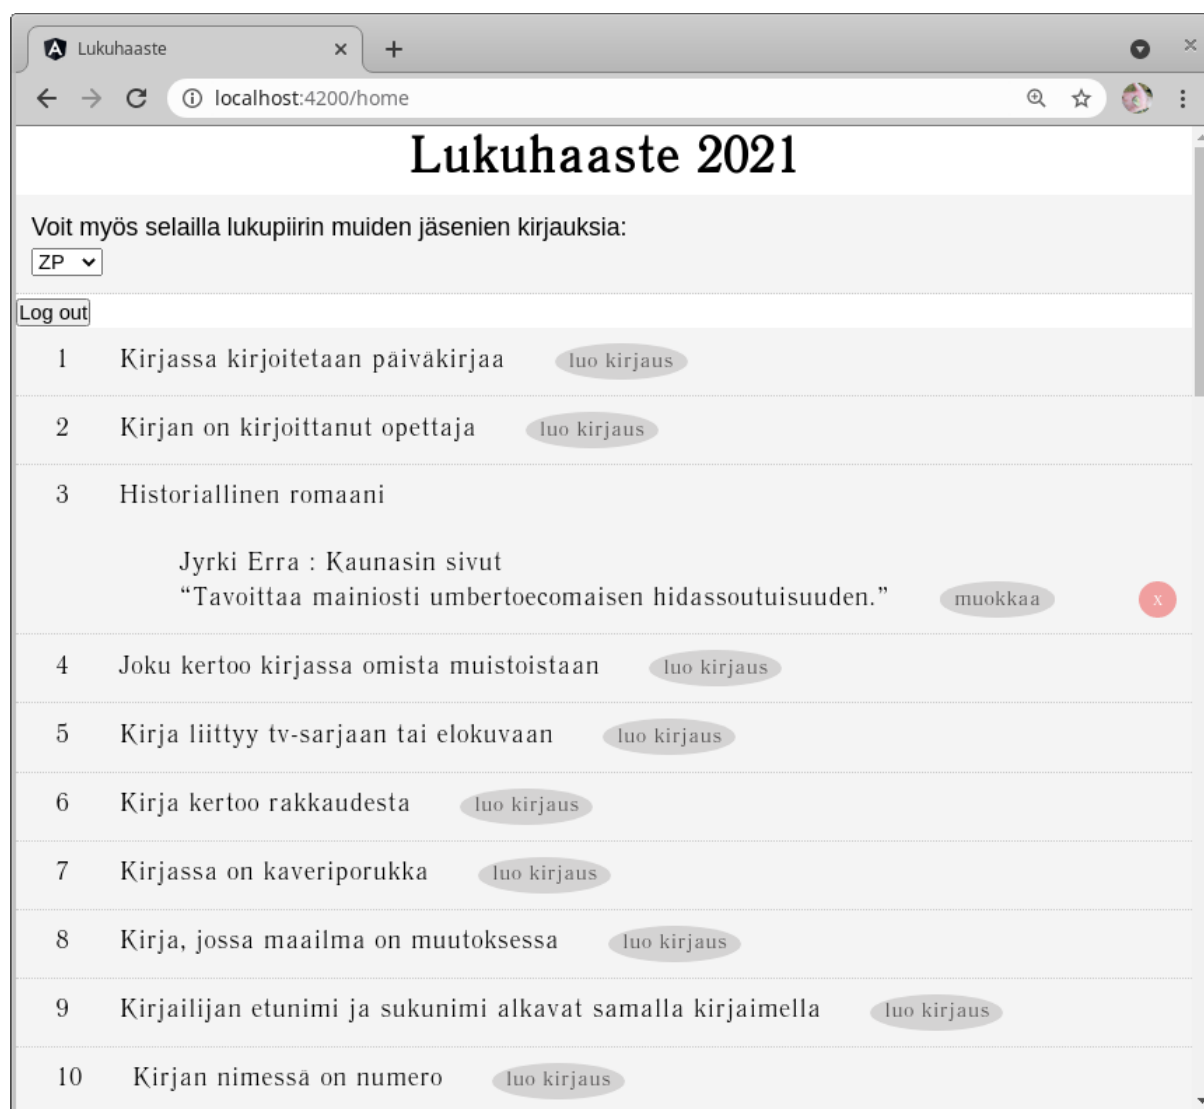 Lukuhaaste
localhost:4200/home
Lukuhaaste 2021
Voit myös selailla lukupiirin muiden jäsenien kirjauksia:
ZP
Log out
1 Kirjassa kirjoitetaan päiväkirjaa luo kirjaus
2 Kirjan on kirjoittanut opettaja luo kirjaus
3 Historiallinen romaani
Jyrki Erra : Kaunasin sivut
“Tavoittaa mainiosti umbertoecomaisen hidassoutuisuuden.” muokkaa x
4 Joku kertoo kirjassa omista muistoistaan luo kirjaus
5 Kirja liittyy tv-sarjaan tai elokuvaan luo kirjaus
6 Kirja kertoo rakkaudesta luo kirjaus
7 Kirjassa on kaveriporukka luo kirjaus
8 Kirja, jossa maailma on muutoksessa luo kirjaus
9 Kirjailijan etunimi ja sukunimi alkavat samalla kirjaimella luo kirjaus
10 Kirjan nimessä on numero luo kirjaus